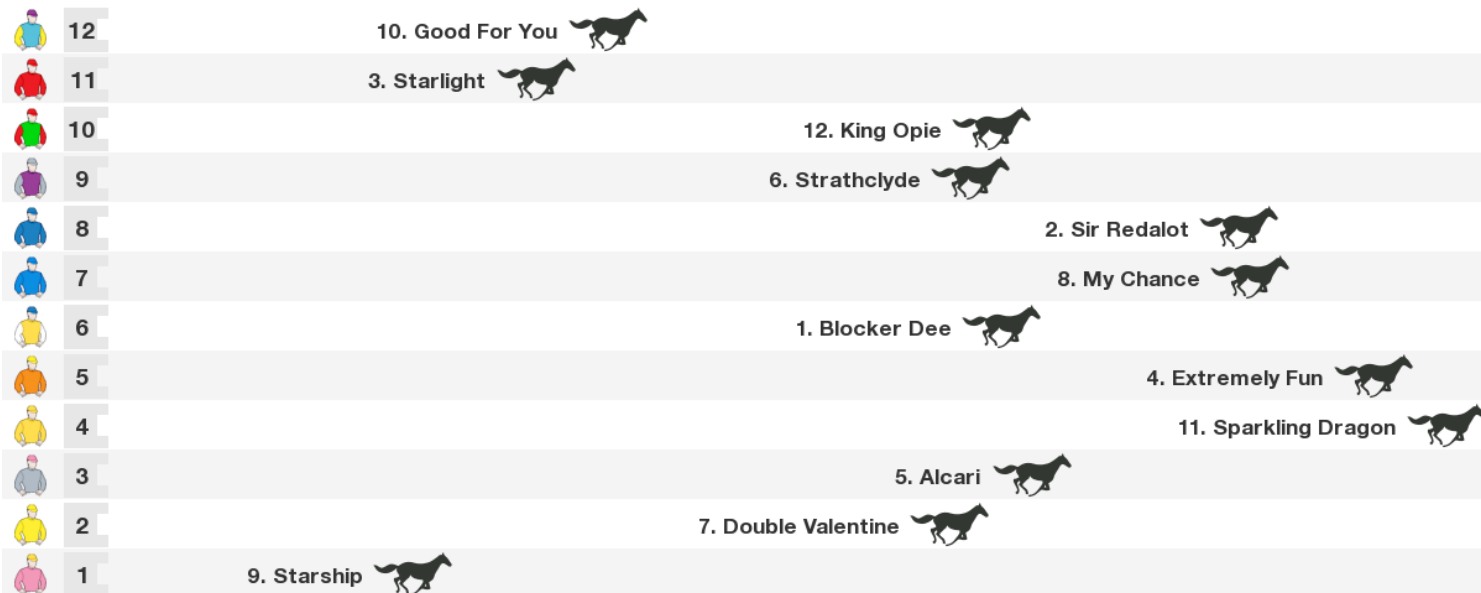 12 10. Good For You
11 3. Starlight
10 12. King Opie
9 6. Strathclyde
8 2. Sir Redalot
7 8. My Chance
6 1. Blocker Dee
5 4. Extremely Fun
4 11. Sparkling Dragon
3 5. Alcari
2 7. Double Valentine
1 9. Starship